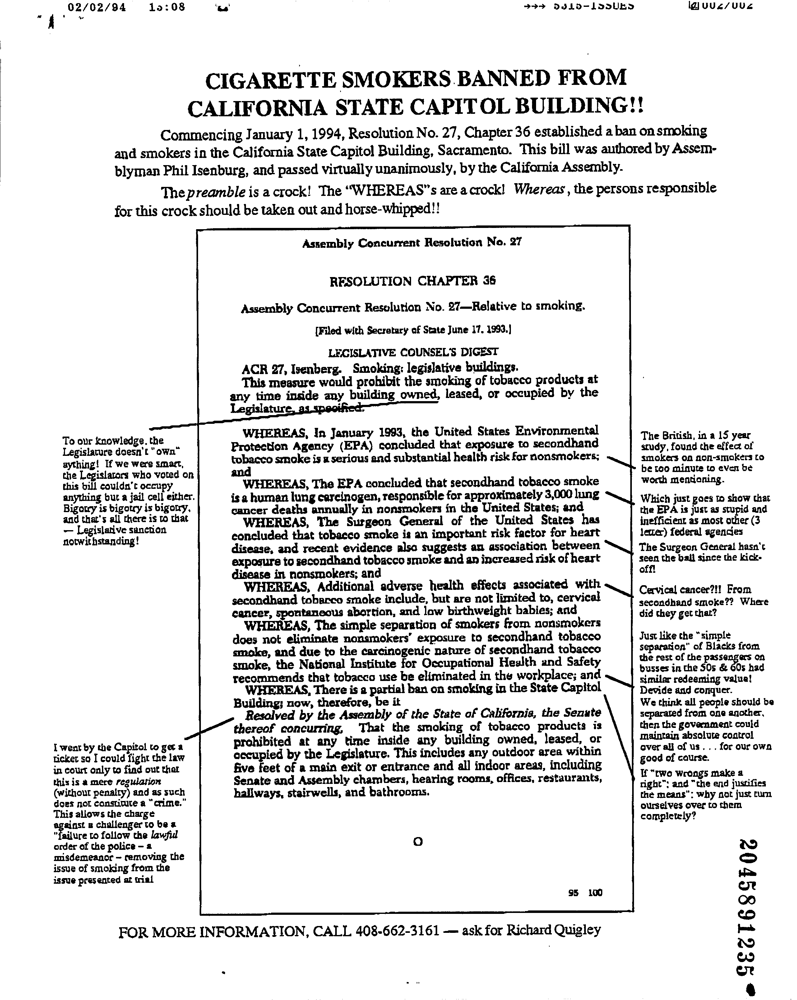 02/02/94
CIGARETTE SMOKERS BANNED FROM
CALIFORNIA STATE CAPITOL BUILDING!!
Commencing January 1, 1994, Resolution No. 27, Chapter 36 established a ban on smoking
and smokers in the California State Capitol Building, Sacramento. This bill was authored by Assem-
blyman Phil Isenburg, and passed virtually unanimously, by the California Assembly.
The preamble is a crock! The "WHEREAS"s are a crock! Whereas, the persons responsible
for this crock should be taken out and horse-whipped!!
Assembly Concurrent Resolution No. 27
RESOLUTION CHAPTER 36
Assembly Concurrent Resolution No. 27—Relative to smoking.
[Filed with Secretary of State June 17, 1993.]
LEGISLATIVE COUNSEL'S DIGEST
ACR 27, Isenberg. Smoking: legislative buildings.
This measure would prohibit the smoking of tobacco products at
any time inside any building owned, leased, or occupied by the
Legislature, as specified.
WHEREAS, In January 1993, the United States Environmental
Protection Agency (EPA) concluded that exposure to secondhand
tobacco smoke is a serious and substantial health risk for nonsmokers;
and
WHEREAS, The EPA concluded that secondhand tobacco smoke
is a human lung carcinogen, responsible for approximately 3,000 lung
cancer deaths annually in nonsmokers in the United States; and
WHEREAS, The Surgeon General of the United States has
concluded that tobacco smoke is an important risk factor for heart
disease, and recent evidence also suggests an association between
exposure to secondhand tobacco smoke and an increased risk of heart
disease in nonsmokers; and
WHEREAS, Additional adverse health effects associated with
secondhand tobacco smoke include, but are not limited to, cervical
cancer, spontaneous abortion, and low birthweight babies; and
WHEREAS, The simple separation of smokers from nonsmokers
does not eliminate nonsmokers' exposure to secondhand tobacco
smoke, and due to the carcinogenic nature of secondhand tobacco
smoke, the National Institute for Occupational Health and Safety
recommends that tobacco use be eliminated in the workplace; and
WHEREAS, There is a partial ban on smoking in the State Capitol
Building; now, therefore, be it
Resolved by the Assembly of the State of California, the Senate
thereof concurring, That the smoking of tobacco products is
prohibited at any time inside any building owned, leased, or
occupied by the Legislature. This includes any outdoor area within
five feet of a main exit or entrance and all indoor areas, including
Senate and Assembly chambers, hearing rooms, offices, restaurants,
hallways, stairwells, and bathrooms.
O
95 100
To our knowledge, the
Legislature doesn't "own"
aything! If we were smart,
the Legislators who voted on
this bill couldn't occupy
anything but a jail cell either.
Bigotry is bigotry is bigotry,
and that's all there is to that
— Legislative sanction
notwithstanding!
I went by the Capitol to get a
ticket so I could fight the law
in court only to find out that
this is a mere regulation
(without penalty) and as such
does not constitute a "crime."
This allows the charge
against a challenger to be a
"failure to follow the lawful
order of the police – a
misdemeanor – removing the
issue of smoking from the
issue presented at trial
The British, in a 15 year
study, found the effect of
smokers on non-smokers to
be too minute to even be
worth mentioning.
Which just goes to show that
the EPA is just as stupid and
inefficient as most other (3
letter) federal agencies
The Surgeon General hasn't
seen the ball since the kick-
off!
Cervical cancer?!! From
secondhand smoke?? Where
did they get that?
Just like the "simple
separation" of Blacks from
the rest of the passengers on
busses in the 50s & 60s had
similar redeeming value!
Devide and conquer.
We think all people should be
separated from one another,
then the government could
maintain absolute control
over all of us . . . for our own
good of course.
If "two wrongs make a
right"; and "the end justifies
the means"; why not just turn
ourselves over to them
completely?
FOR MORE INFORMATION, CALL 408-662-3161 — ask for Richard Quigley
2045891235